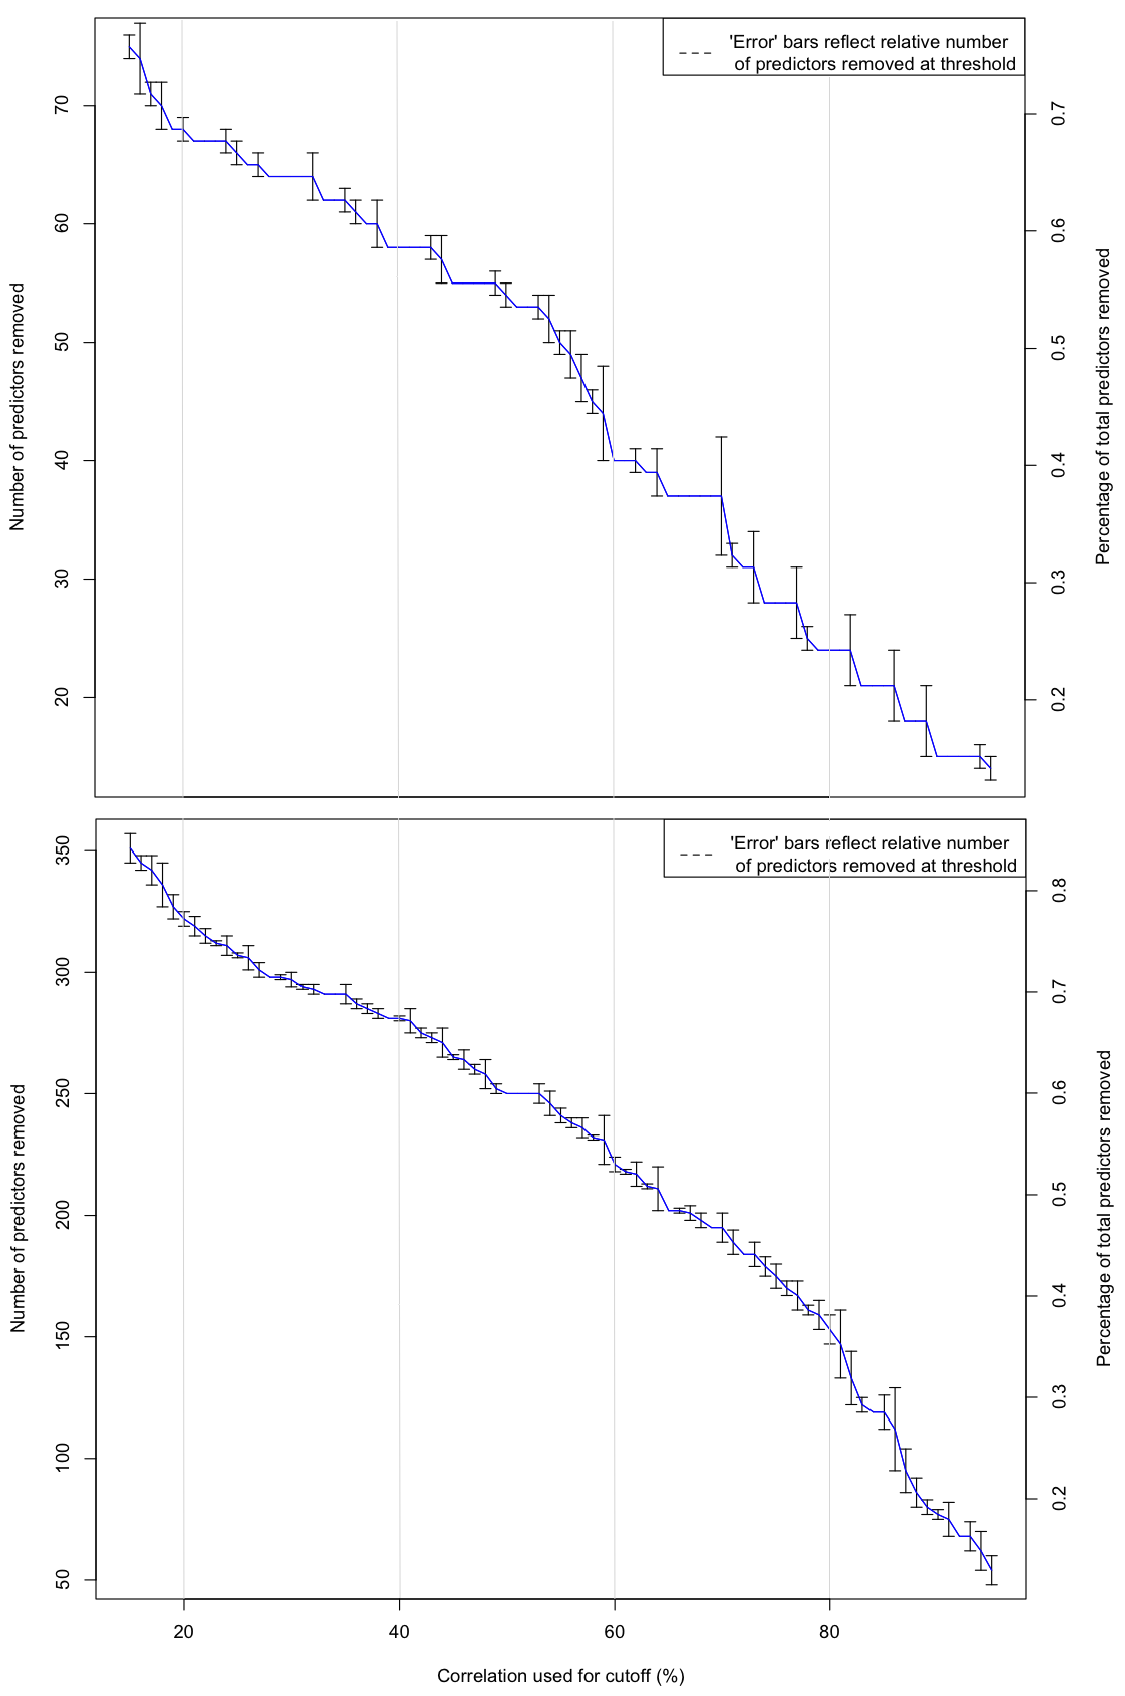 'Error' bars reflect relative number
of predictors removed at threshold
Number of predictors removed
70
60
50
40
30
20
0.7
0.6
0.5
0.4
0.3
0.2
Percentage of total predictors removed
'Error' bars reflect relative number
of predictors removed at threshold
Number of predictors removed
350
300
250
200
150
100
50
0.8
0.7
0.6
0.5
0.4
0.3
0.2
Percentage of total predictors removed
20 40 60 80
Correlation used for cutoff (%)